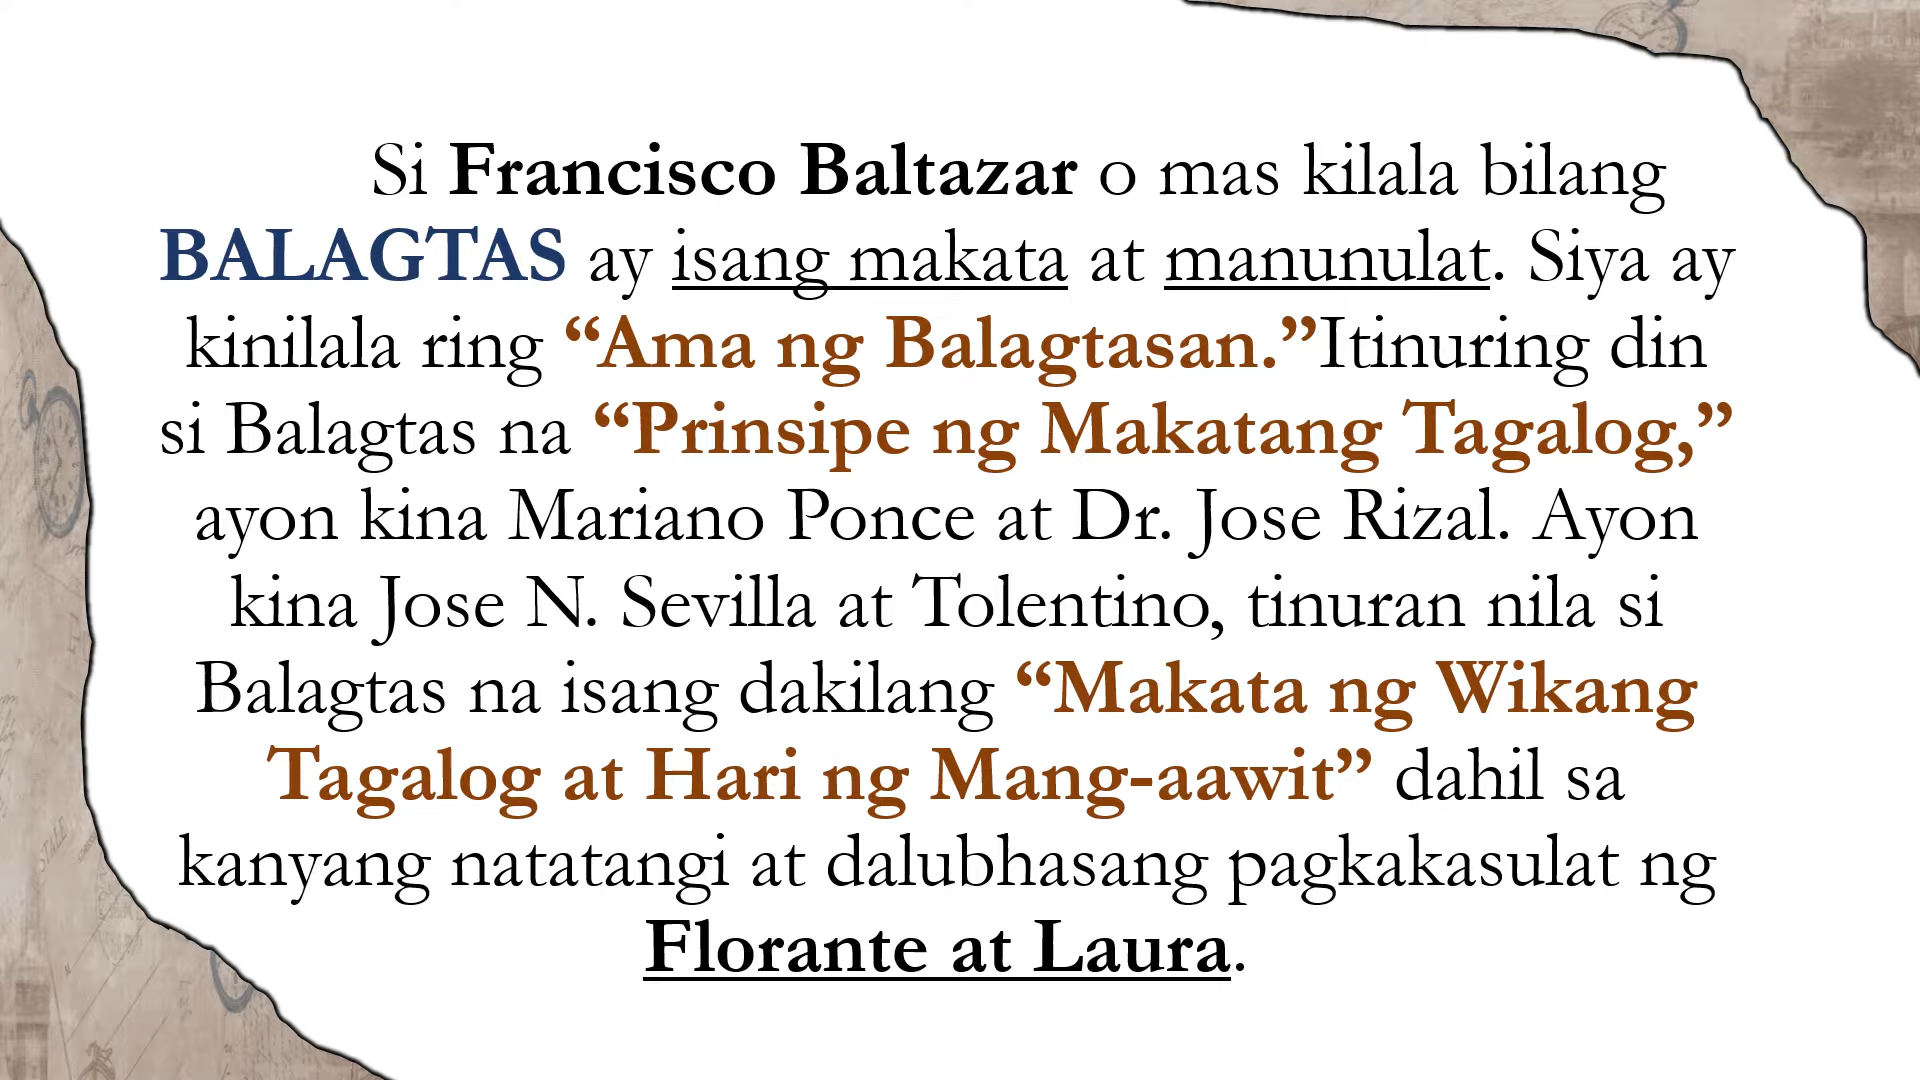 Si Francisco Baltazar o mas kilala bilang
BALAGTAS ay isang makata at manunulat. Siya ay
kinilala ring “Ama ng Balagtasan.”Itinuring din
si Balagtas na “Prinsipe ng Makatang Tagalog,”
ayon kina Mariano Ponce at Dr. Jose Rizal. Ayon
kina Jose N. Sevilla at Tolentino, tinuran nila si
Balagtas na isang dakilang “Makata ng Wikang
Tagalog at Hari ng Mang-aawit” dahil sa
kanyang natatangi at dalubhasang pagkakasulat ng
Florante at Laura.